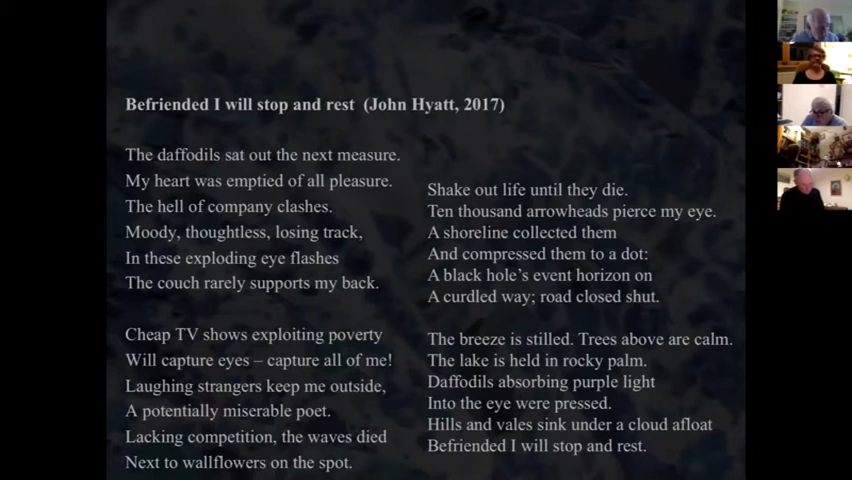 Befriended I will stop and rest (John Hyatt, 2017)
The daffodils sat out the next measure.
My heart was emptied of all pleasure.
The hell of company clashes.
Moody, thoughtless, losing track,
In these exploding eye flashes
The couch rarely supports my back.
Cheap TV shows exploiting poverty
Will capture eyes – capture all of me!
Laughing strangers keep me outside,
A potentially miserable poet.
Lacking competition, the waves died
Next to wallflowers on the spot.
Shake out life until they die.
Ten thousand arrowheads pierce my eye.
A shoreline collected them
And compressed them to a dot:
A black hole's event horizon on
A curdled way; road closed shut.
The breeze is stilled. Trees above are calm.
The lake is held in rocky palm.
Daffodils absorbing purple light
Into the eye were pressed.
Hills and vales sink under a cloud afloat
Befriended I will stop and rest.